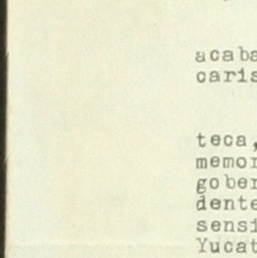 acaba
caris
teca,
memor
gober
dente
sensi
Yucat